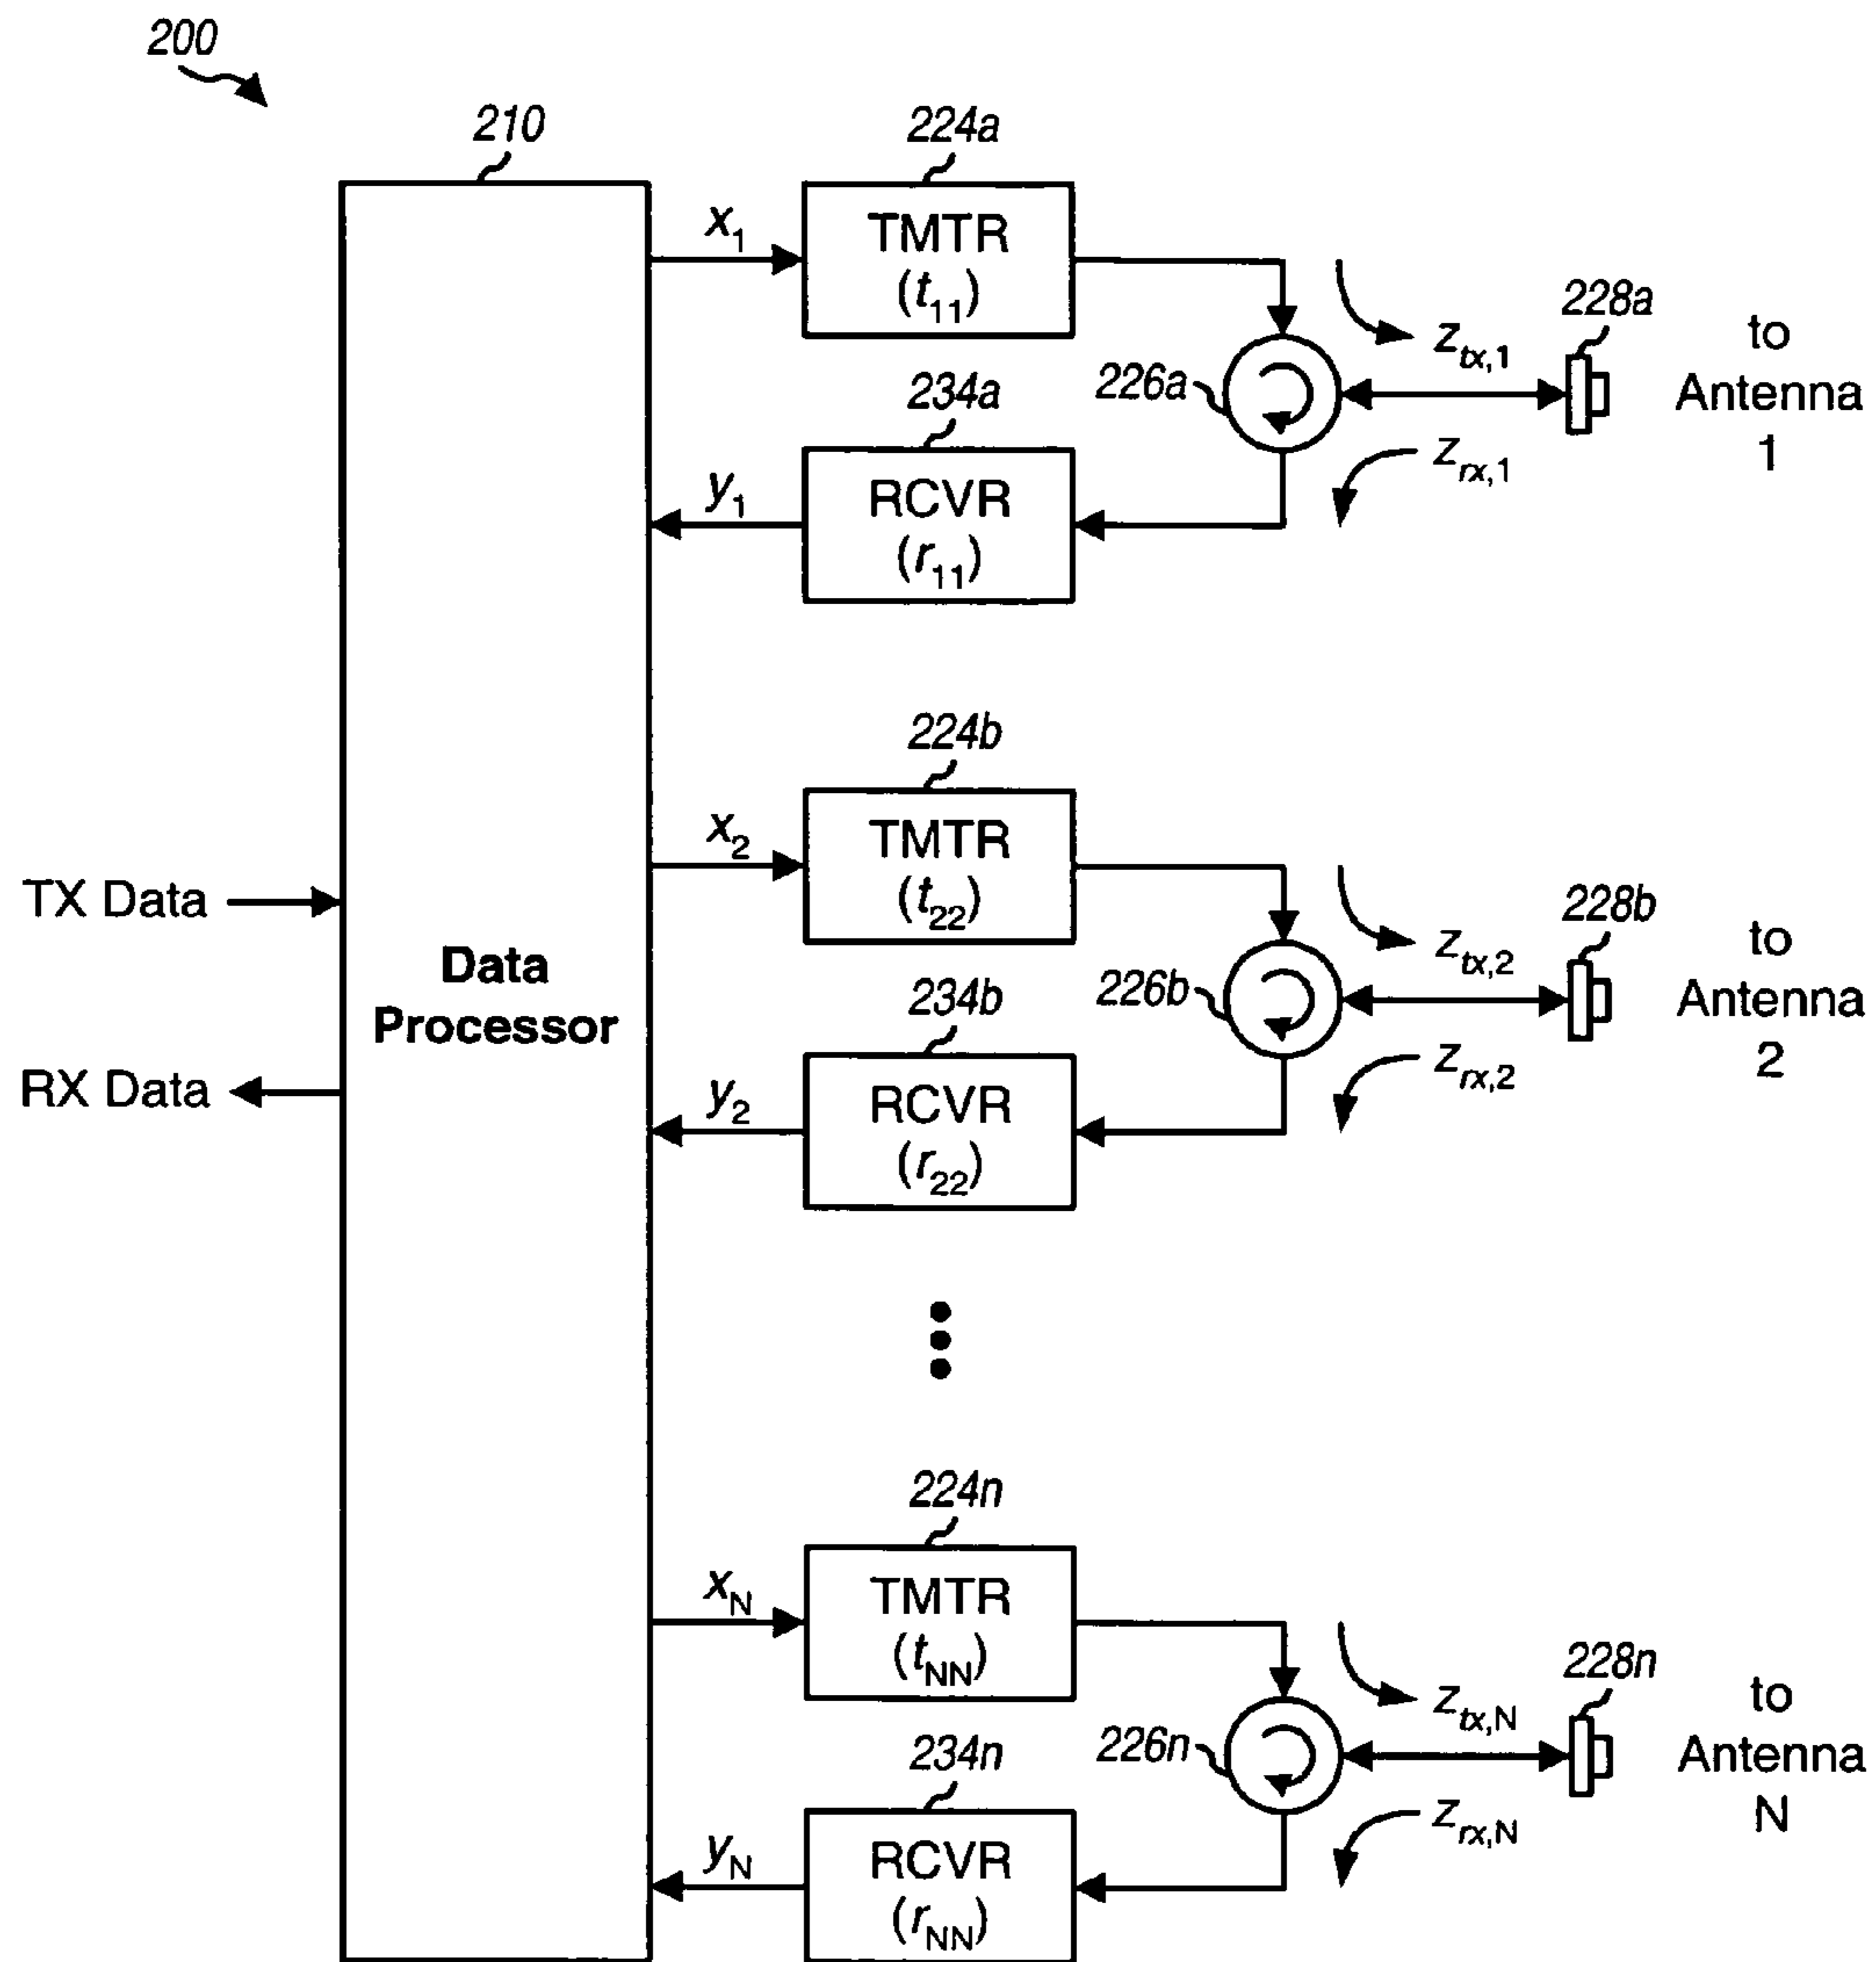 200
210
224a
x1
TMTR
(t11)
228a
to
Antenna
1
ztx,1
226a
234a
zrx,1
y1
RCVR
(r11)
224b
x2
TMTR
(t22)
TX Data
228b
to
Antenna
2
ztx,2
Data
Processor
226b
234b
zrx,2
RX Data
y2
RCVR
(r22)
224n
xN
TMTR
(tNN)
228n
to
Antenna
N
ztx,N
226n
234n
zrx,N
yN
RCVR
(rNN)